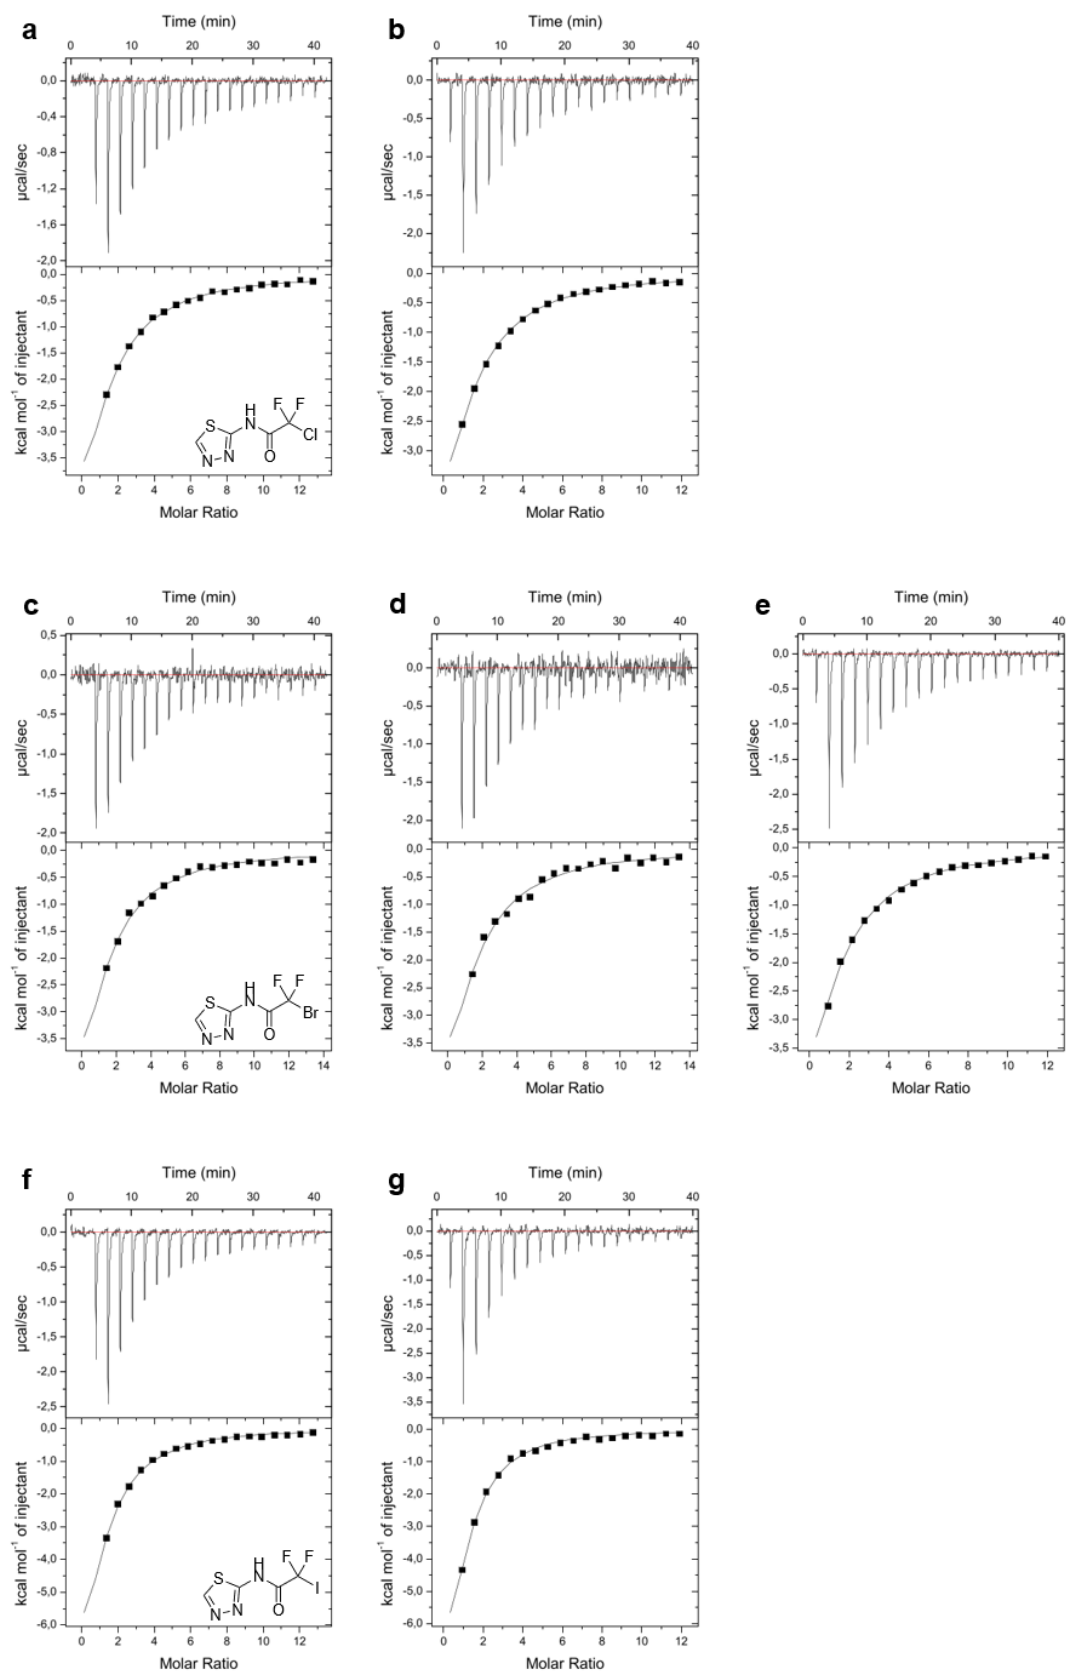 a
Time (min)
0 10 20 30 40
0,0
-0,4
-0,8
-1,2
-1,6
-2,0
µcal/sec
0,0
-0,5
-1,0
-1,5
-2,0
-2,5
-3,0
-3,5
kcal mol⁻¹ of injectant
S N N H N O F F Cl
0 2 4 6 8 10 12
Molar Ratio
b
Time (min)
0 10 20 30 40
0,0
-0,5
-1,0
-1,5
-2,0
µcal/sec
0,0
-0,5
-1,0
-1,5
-2,0
-2,5
-3,0
kcal mol⁻¹ of injectant
0 2 4 6 8 10 12
Molar Ratio
c
Time (min)
0 10 20 30 40
0,5
0,0
-0,5
-1,0
-1,5
-2,0
µcal/sec
0,0
-0,5
-1,0
-1,5
-2,0
-2,5
-3,0
-3,5
kcal mol⁻¹ of injectant
S N N H N O F F Br
0 2 4 6 8 10 12 14
Molar Ratio
d
Time (min)
0 10 20 30 40
0,5
0,0
-0,5
-1,0
-1,5
-2,0
µcal/sec
0,0
-0,5
-1,0
-1,5
-2,0
-2,5
-3,0
-3,5
kcal mol⁻¹ of injectant
0 2 4 6 8 10 12 14
Molar Ratio
e
Time (min)
0 10 20 30 40
0,0
-0,5
-1,0
-1,5
-2,0
-2,5
µcal/sec
0,0
-0,5
-1,0
-1,5
-2,0
-2,5
-3,0
-3,5
kcal mol⁻¹ of injectant
0 2 4 6 8 10 12
Molar Ratio
f
Time (min)
0 10 20 30 40
0,0
-0,5
-1,0
-1,5
-2,0
-2,5
µcal/sec
0,0
-1,0
-2,0
-3,0
-4,0
-5,0
-6,0
kcal mol⁻¹ of injectant
S N N H N O F F I
0 2 4 6 8 10 12
Molar Ratio
g
Time (min)
0 10 20 30 40
0,0
-0,5
-1,0
-1,5
-2,0
-2,5
-3,0
-3,5
µcal/sec
0,0
-1,0
-2,0
-3,0
-4,0
-5,0
-6,0
kcal mol⁻¹ of injectant
0 2 4 6 8 10 12
Molar Ratio